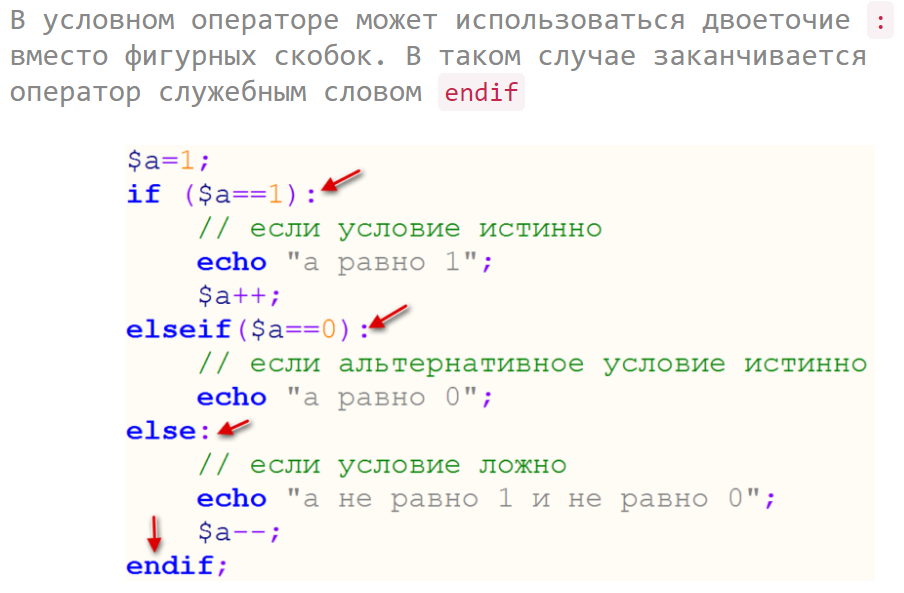 В условном операторе может использоваться двоеточие :
вместо фигурных скобок. В таком случае заканчивается
оператор служебным словом endif
$a=1;
if ($a==1):
// если условие истинно
echo "а равно 1";
$a++;
elseif($a==0):
// если альтернативное условие истинно
echo "а равно 0";
else:
// если условие ложно
echo "а не равно 1 и не равно 0";
$a--;
endif;